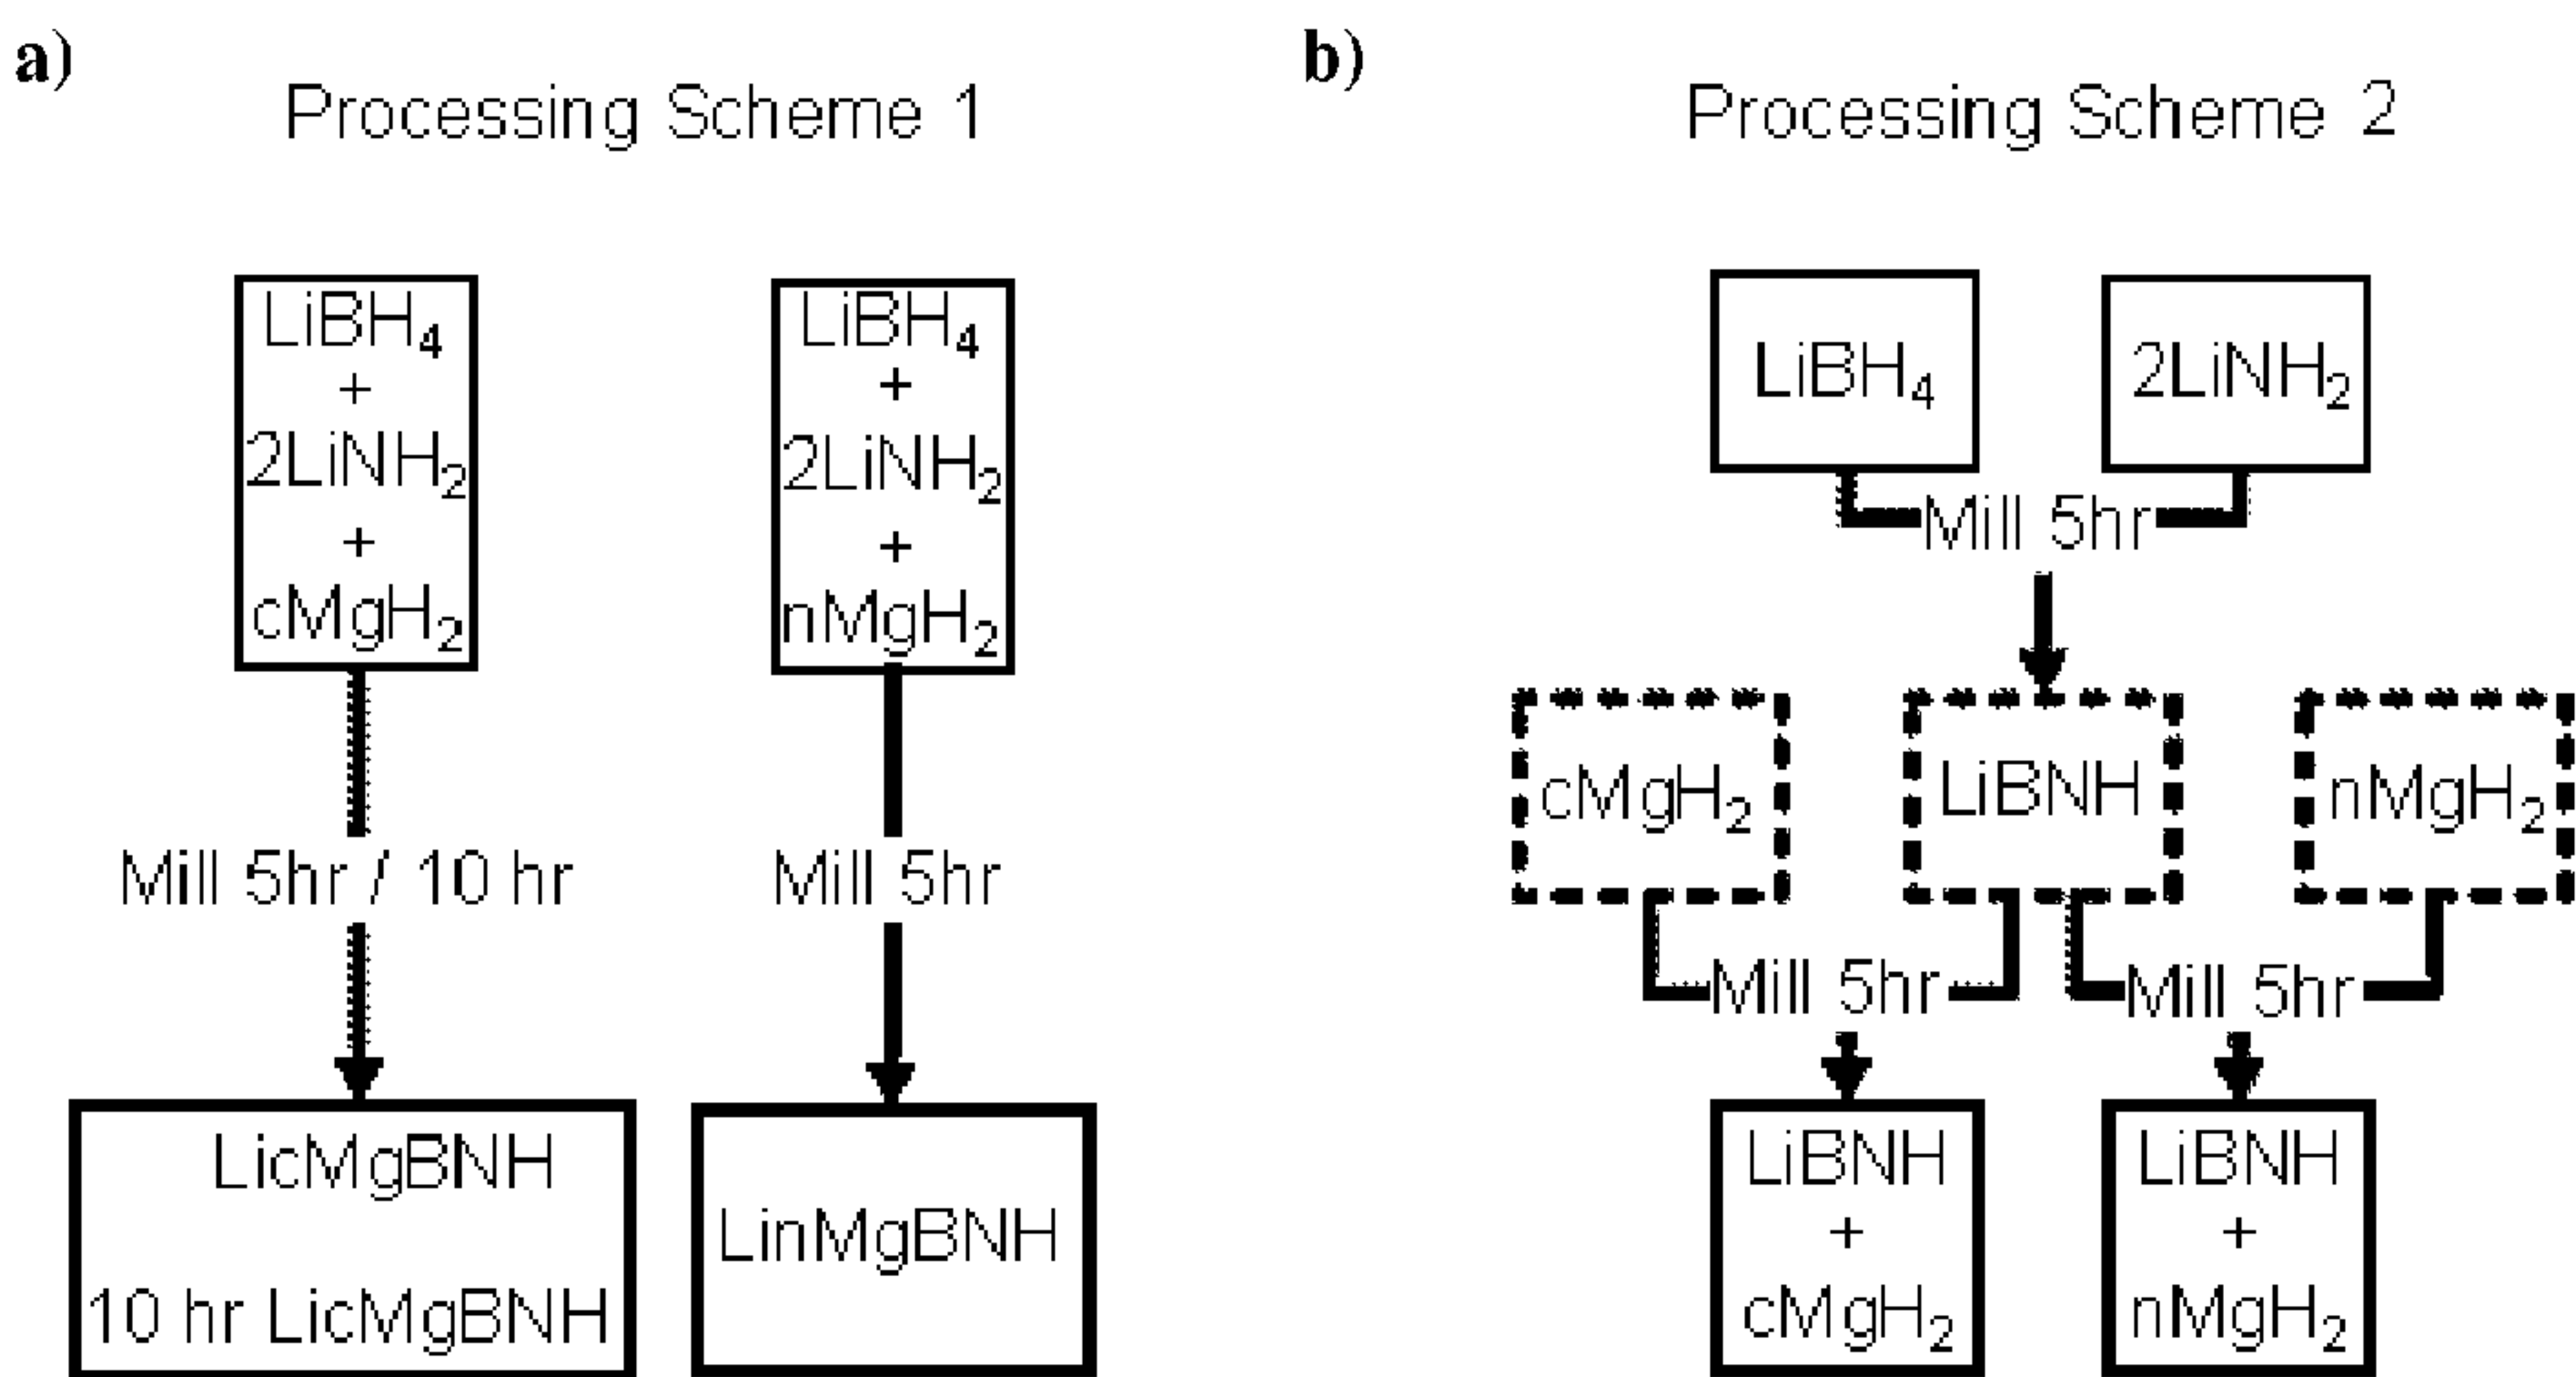 a)
Processing Scheme 1
LiBH₄
+
2LiNH₂
+
cMgH₂
Mill 5hr / 10 hr
LicMgBNH
10 hr LicMgBNH
LiBH₄
+
2LiNH₂
+
nMgH₂
Mill 5hr
LinMgBNH
b)
Processing Scheme 2
LiBH₄
2LiNH₂
Mill 5hr
cMgH₂
LiBNH
nMgH₂
Mill 5hr
Mill 5hr
LiBNH
+
cMgH₂
LiBNH
+
nMgH₂